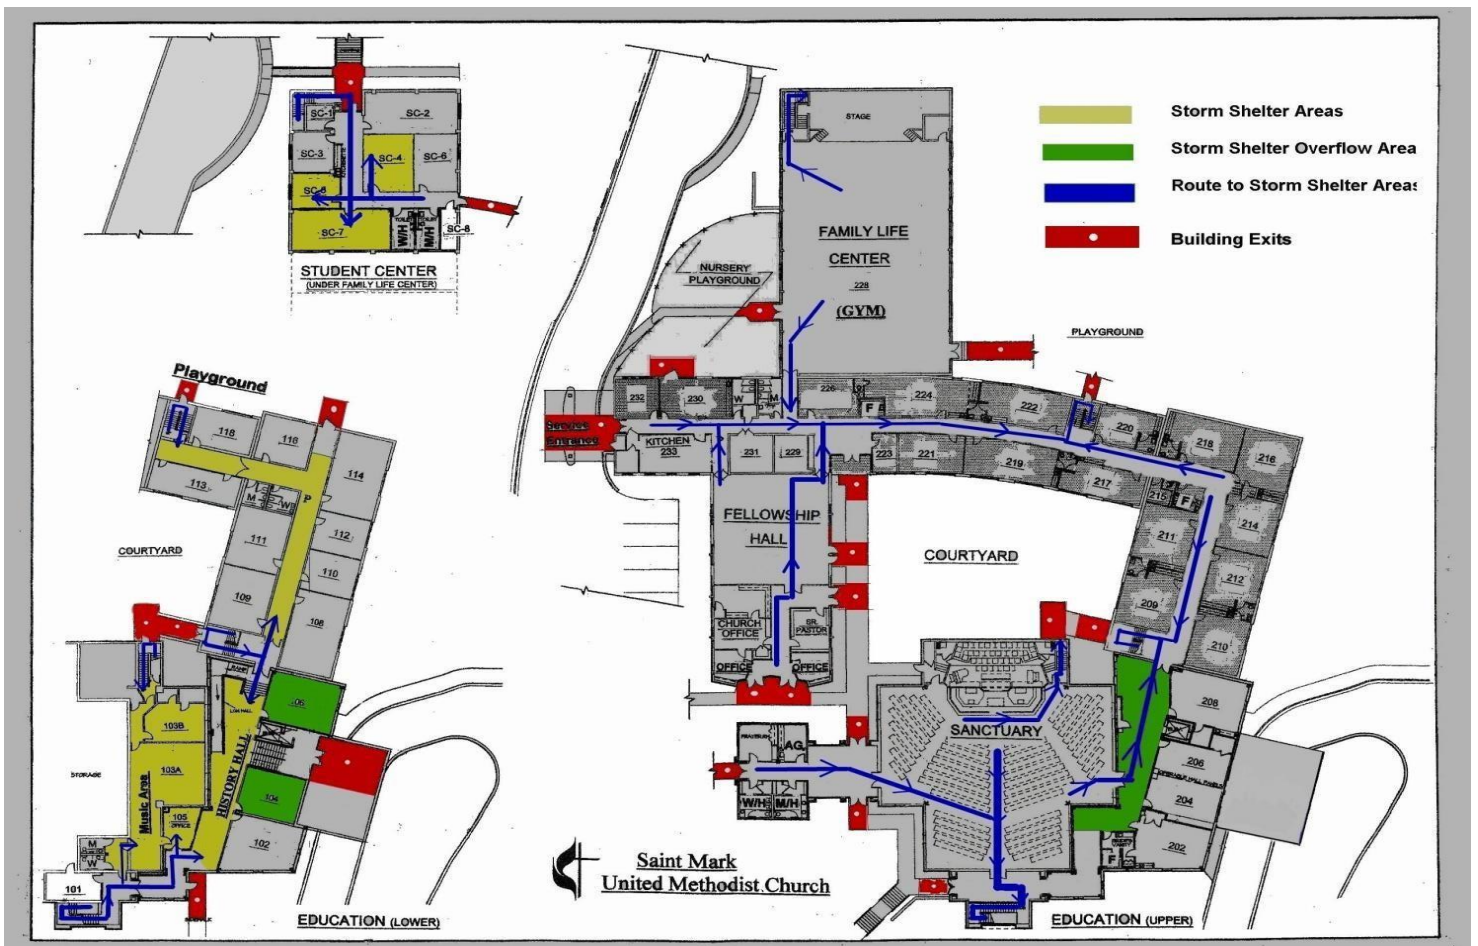 SC-1
SC-2
SC-3
SC-4
SC-6
SC-7
W/H
M/H
SC-8
STUDENT CENTER
(UNDER FAMILY LIFE CENTER)
STAGE
FAMILY LIFE
CENTER
228
(GYM)
NURSERY
PLAYGROUND
Storm Shelter Areas
Storm Shelter Overflow Area
Route to Storm Shelter Areas
Building Exits
PLAYGROUND
Playground
118
116
114
113
M
W
P
112
111
110
109
108
COURTYARD
232
230
W
M
226
F
224
222
220
218
216
Service
Entrance
KITCHEN
233
231
229
223
221
219
217
215
F
214
211
212
209
210
FELLOWSHIP
HALL
COURTYARD
CHURCH
OFFICE
SR.
PASTOR
OFFICE
OFFICE
103B
103A
STORAGE
Music Area
HISTORY HALL
104
105
OFFICE
102
M
W
101
EDUCATION (LOWER)
AG
W/H
M/H
SANCTUARY
208
206
204
202
F
Saint Mark
United Methodist Church
EDUCATION (UPPER)